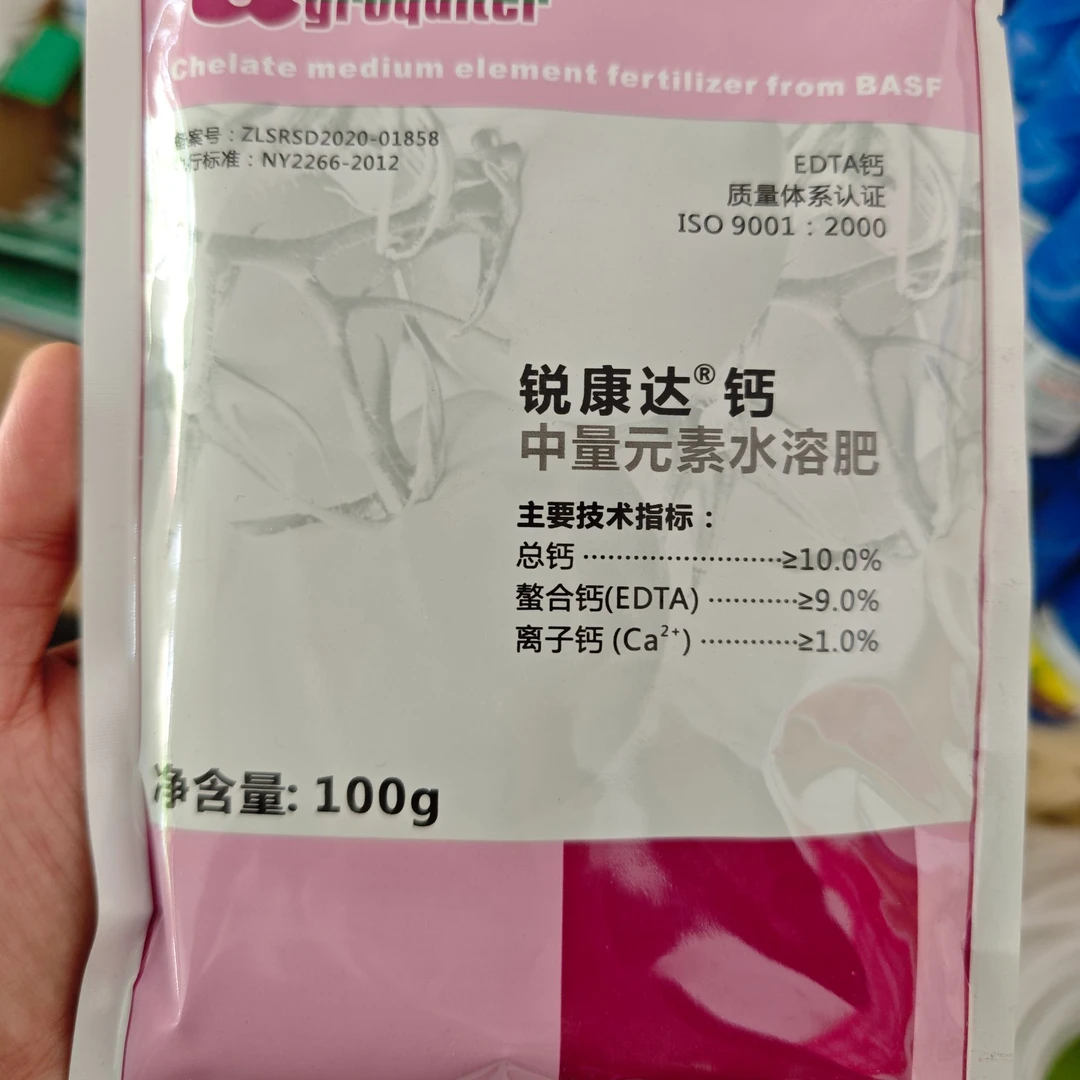 groquiter
Chelate medium element fertilizer from BASF
备案号：ZLSRSD2020-01858
执行标准：NY2266-2012
EDTA钙
质量体系认证
ISO 9001：2000
锐康达®钙
中量元素水溶肥
主要技术指标：
总钙························≥10.0%
螯合钙(EDTA)···········≥9.0%
离子钙 (Ca²⁺)············≥1.0%
净含量: 100g